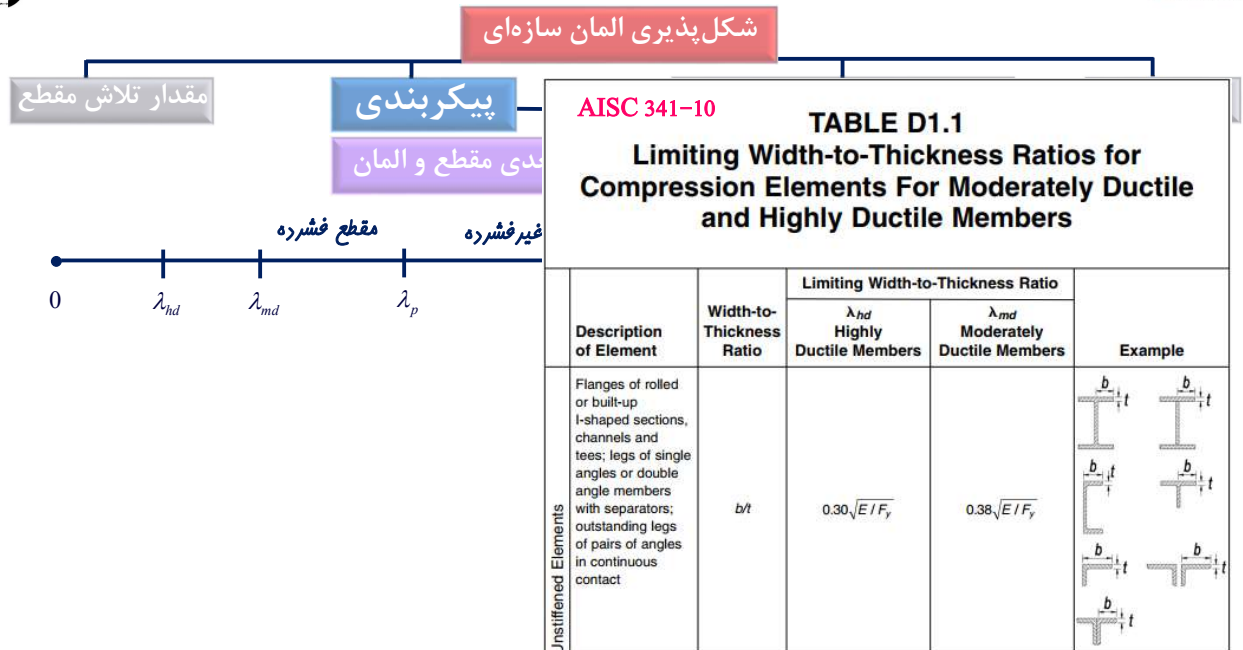 شکل‌پذیری المان سازه‌ای
مقدار تلاش مقطع
پیکربندی
مقطع و المان
مقطع فشرده
غیرفشرده
0
λhd
λmd
λp
AISC 341-10
TABLE D1.1
Limiting Width-to-Thickness Ratios for
Compression Elements For Moderately Ductile
and Highly Ductile Members
Limiting Width-to-Thickness Ratio
Description
of Element
Width-to-
Thickness
Ratio
λhd
Highly
Ductile Members
λmd
Moderately
Ductile Members
Example
Unstiffened Elements
Flanges of rolled
or built-up
I-shaped sections,
channels and
tees; legs of single
angles or double
angle members
with separators;
outstanding legs
of pairs of angles
in continuous
contact
b/t
0.30√E / Fy
0.38√E / Fy
b t
b t
b t
b t
b t
b t
b t